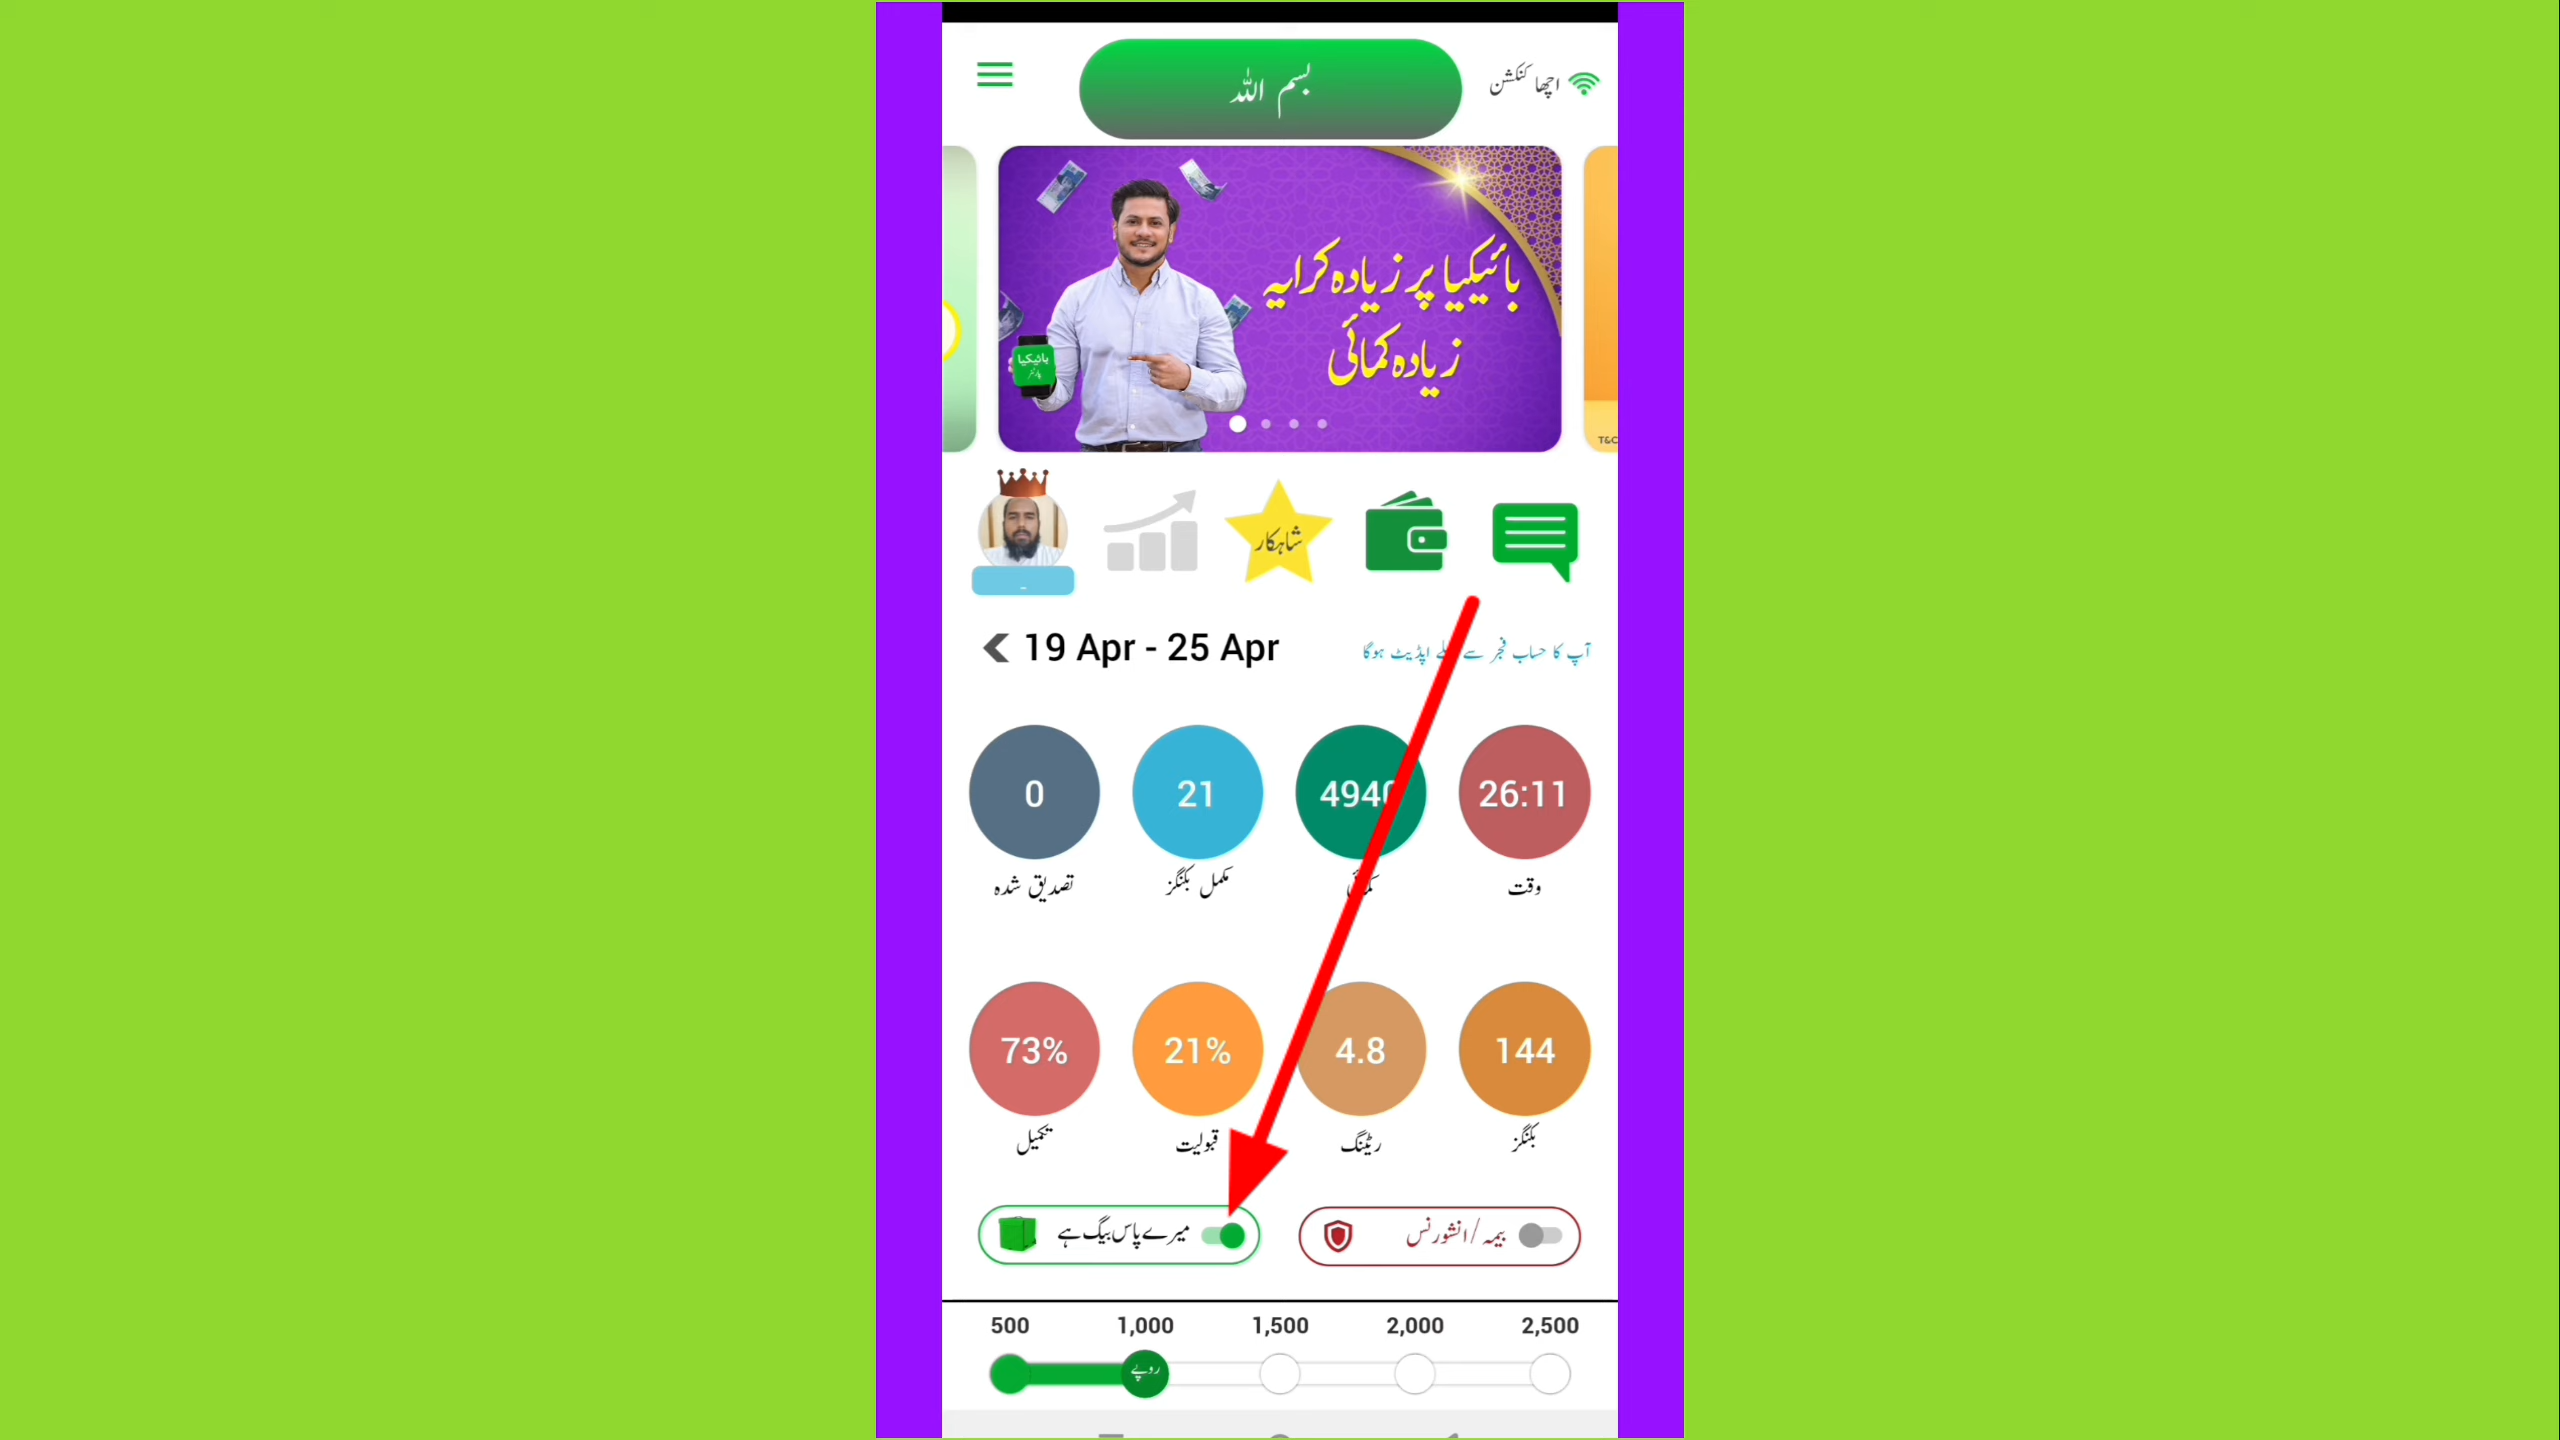 بسم اللہ
اچھا کنکشن
بائیکیا پر زیادہ کرایہ
زیادہ کمائی
بائیکیا
پارٹنر
T&C
شاہکار
19 Apr - 25 Apr
آپ کا حساب فجر سے اپڈیٹ ہوگا
0
21
26:11
تصدیق شدہ
مکمل بکنگز
وقت
73%
21%
4.8
144
تکمیل
قبولیت
ریٹنگ
بکنگز
میرے پاس بیگ ہے
بیمہ/انشورنس
500 1,000 1,500 2,000 2,500
روپے